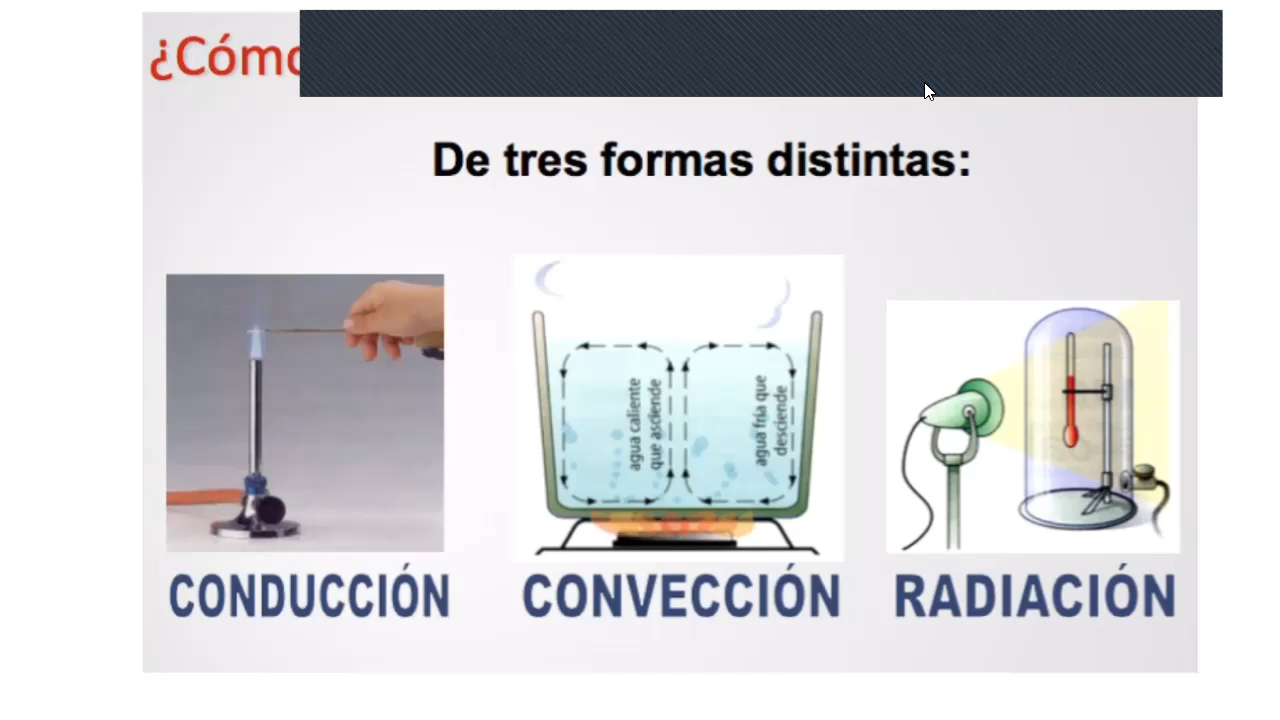 ¿Cómo
De tres formas distintas:
agua caliente
que asciende
agua fría que
desciende
CONDUCCIÓN
CONVECCIÓN
RADIACIÓN